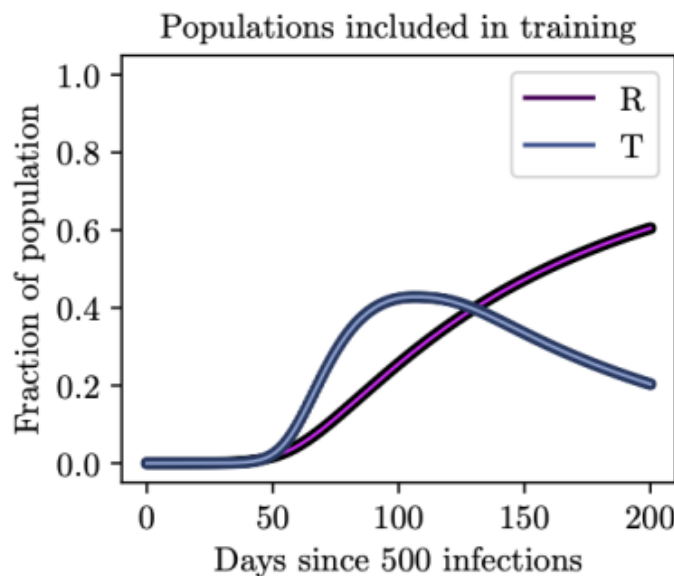 Populations included in training
1.0
0.8
0.6
0.4
0.2
0.0
Fraction of population
R
T
0 50 100 150 200
Days since 500 infections